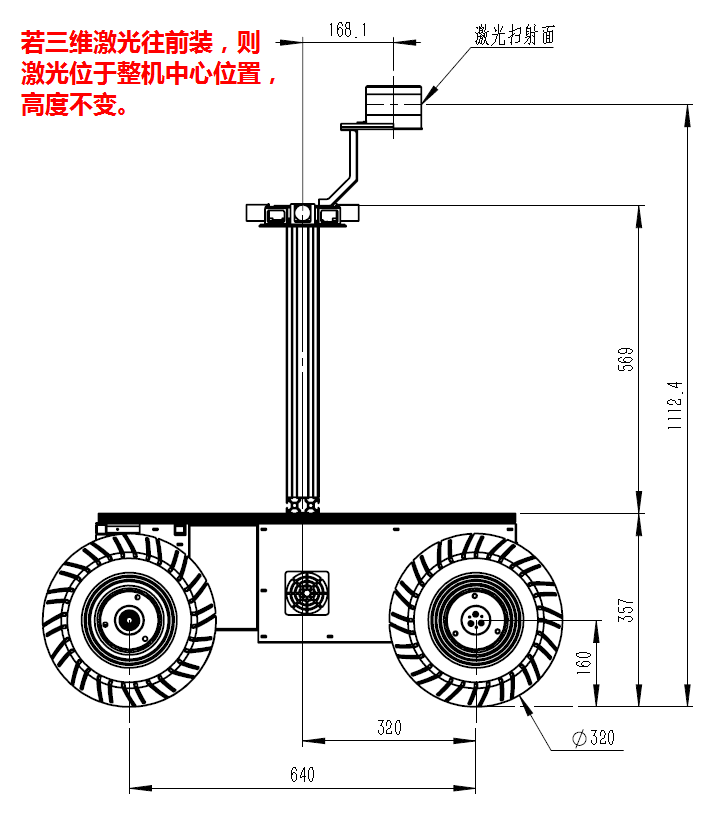 若三维激光往前装，则
激光位于整机中心位置，
高度不变。
168.1
激光扫射面
569
1112.4
357
160
320
∅320
640